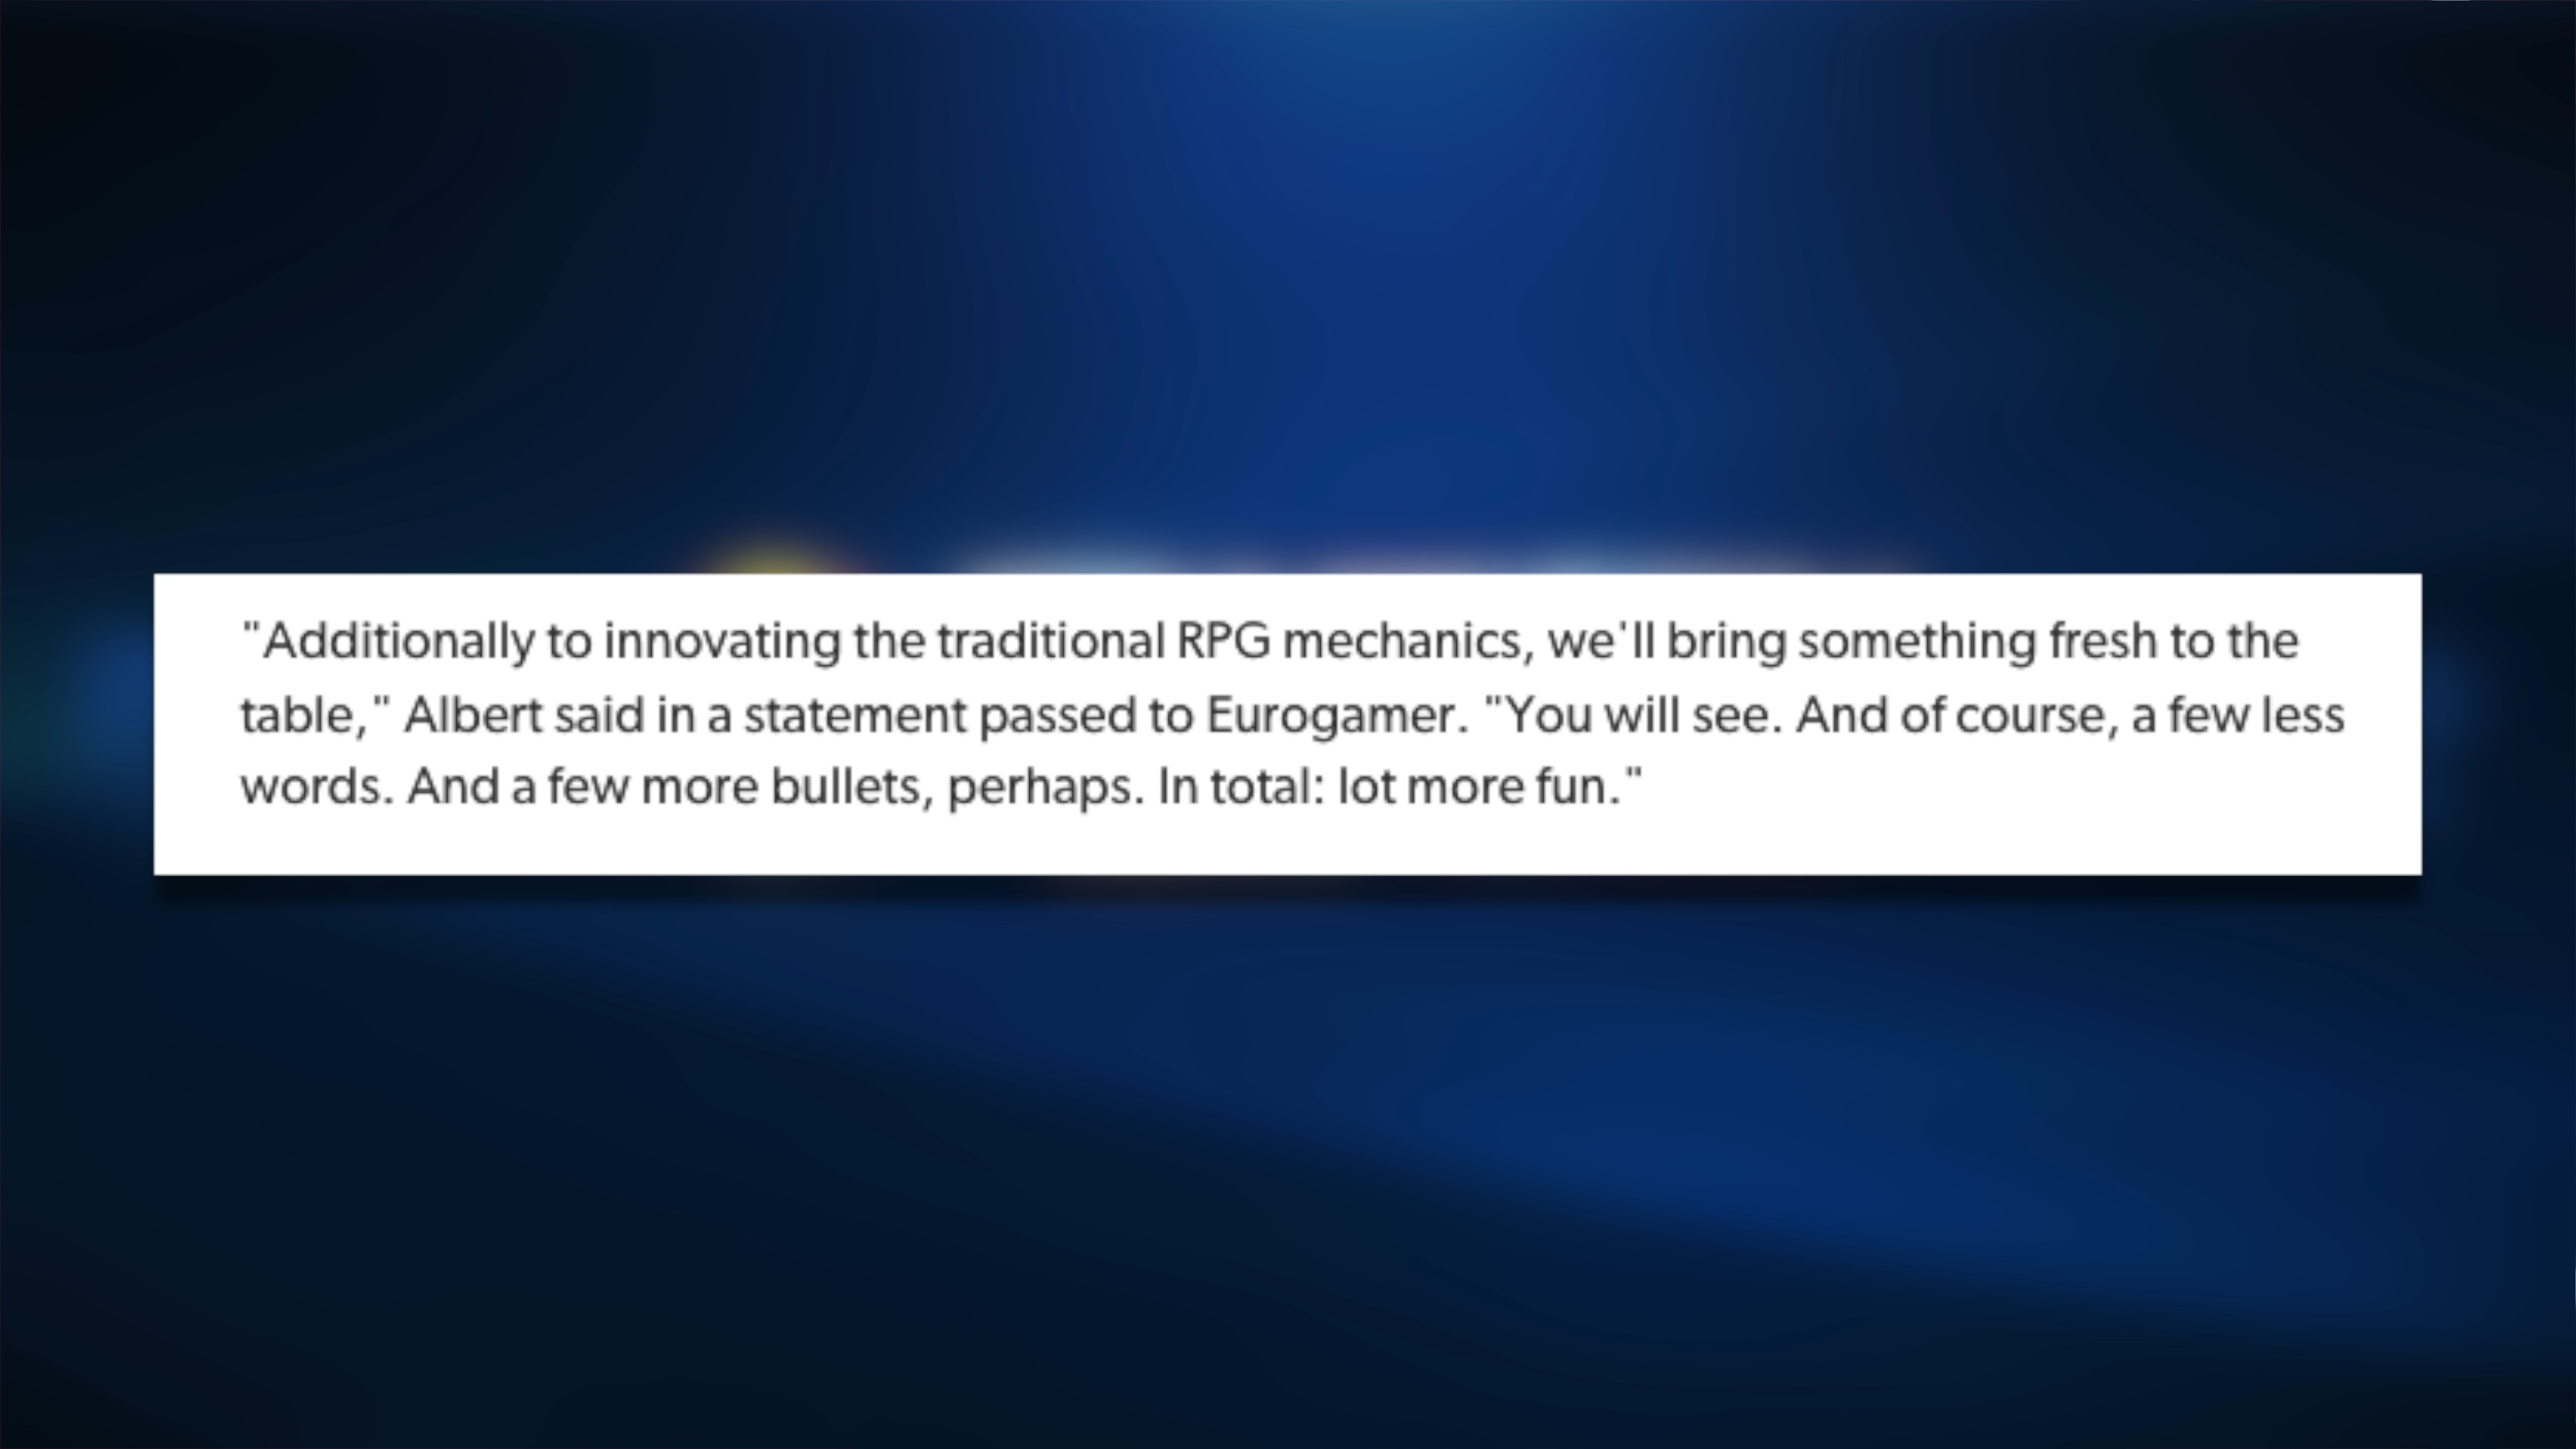 "Additionally to innovating the traditional RPG mechanics, we'll bring something fresh to the
table," Albert said in a statement passed to Eurogamer. "You will see. And of course, a few less
words. And a few more bullets, perhaps. In total: lot more fun."